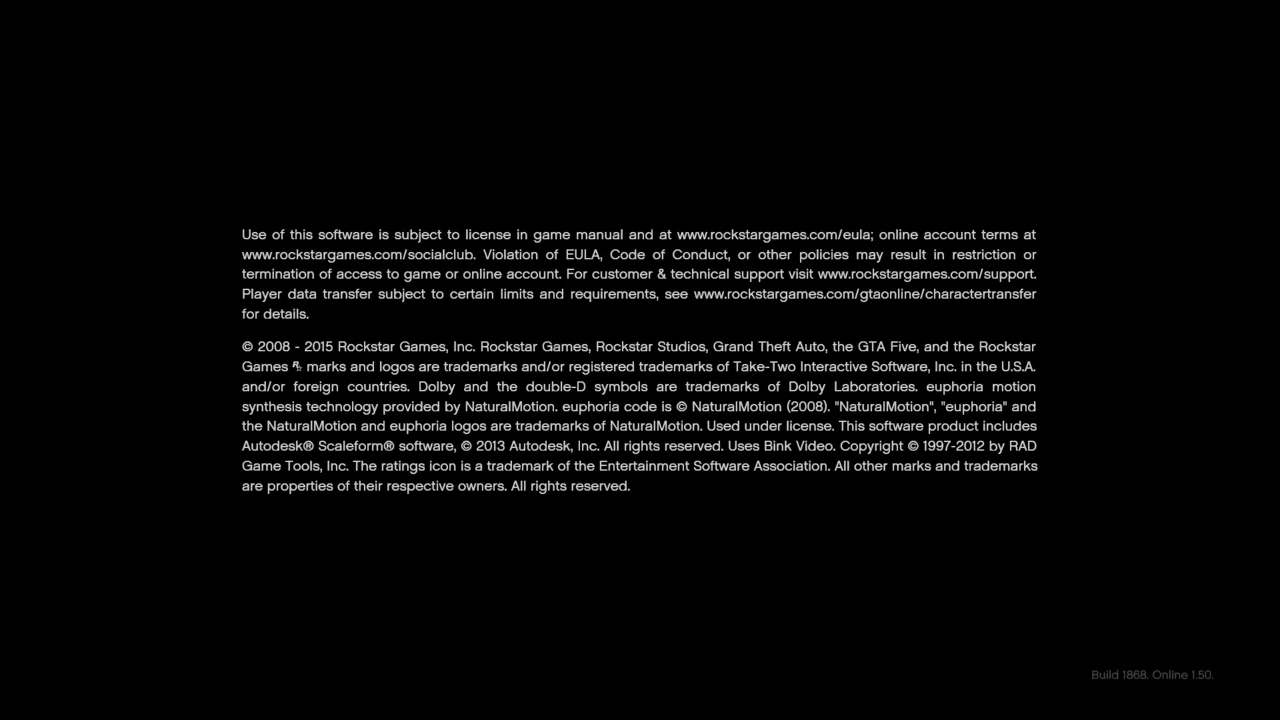 Use of this software is subject to license in game manual and at www.rockstargames.com/eula; online account terms at
www.rockstargames.com/socialclub. Violation of EULA, Code of Conduct, or other policies may result in restriction or
termination of access to game or online account. For customer & technical support visit www.rockstargames.com/support.
Player data transfer subject to certain limits and requirements, see www.rockstargames.com/gtaonline/charactertransfer
for details.
© 2008 - 2015 Rockstar Games, Inc. Rockstar Games, Rockstar Studios, Grand Theft Auto, the GTA Five, and the Rockstar
Games R* marks and logos are trademarks and/or registered trademarks of Take-Two Interactive Software, Inc. in the U.S.A.
and/or foreign countries. Dolby and the double-D symbols are trademarks of Dolby Laboratories. euphoria motion
synthesis technology provided by NaturalMotion. euphoria code is © NaturalMotion (2008). "NaturalMotion", "euphoria" and
the NaturalMotion and euphoria logos are trademarks of NaturalMotion. Used under license. This software product includes
Autodesk® Scaleform® software, © 2013 Autodesk, Inc. All rights reserved. Uses Bink Video. Copyright © 1997-2012 by RAD
Game Tools, Inc. The ratings icon is a trademark of the Entertainment Software Association. All other marks and trademarks
are properties of their respective owners. All rights reserved.
Build 1868. Online 1.50.